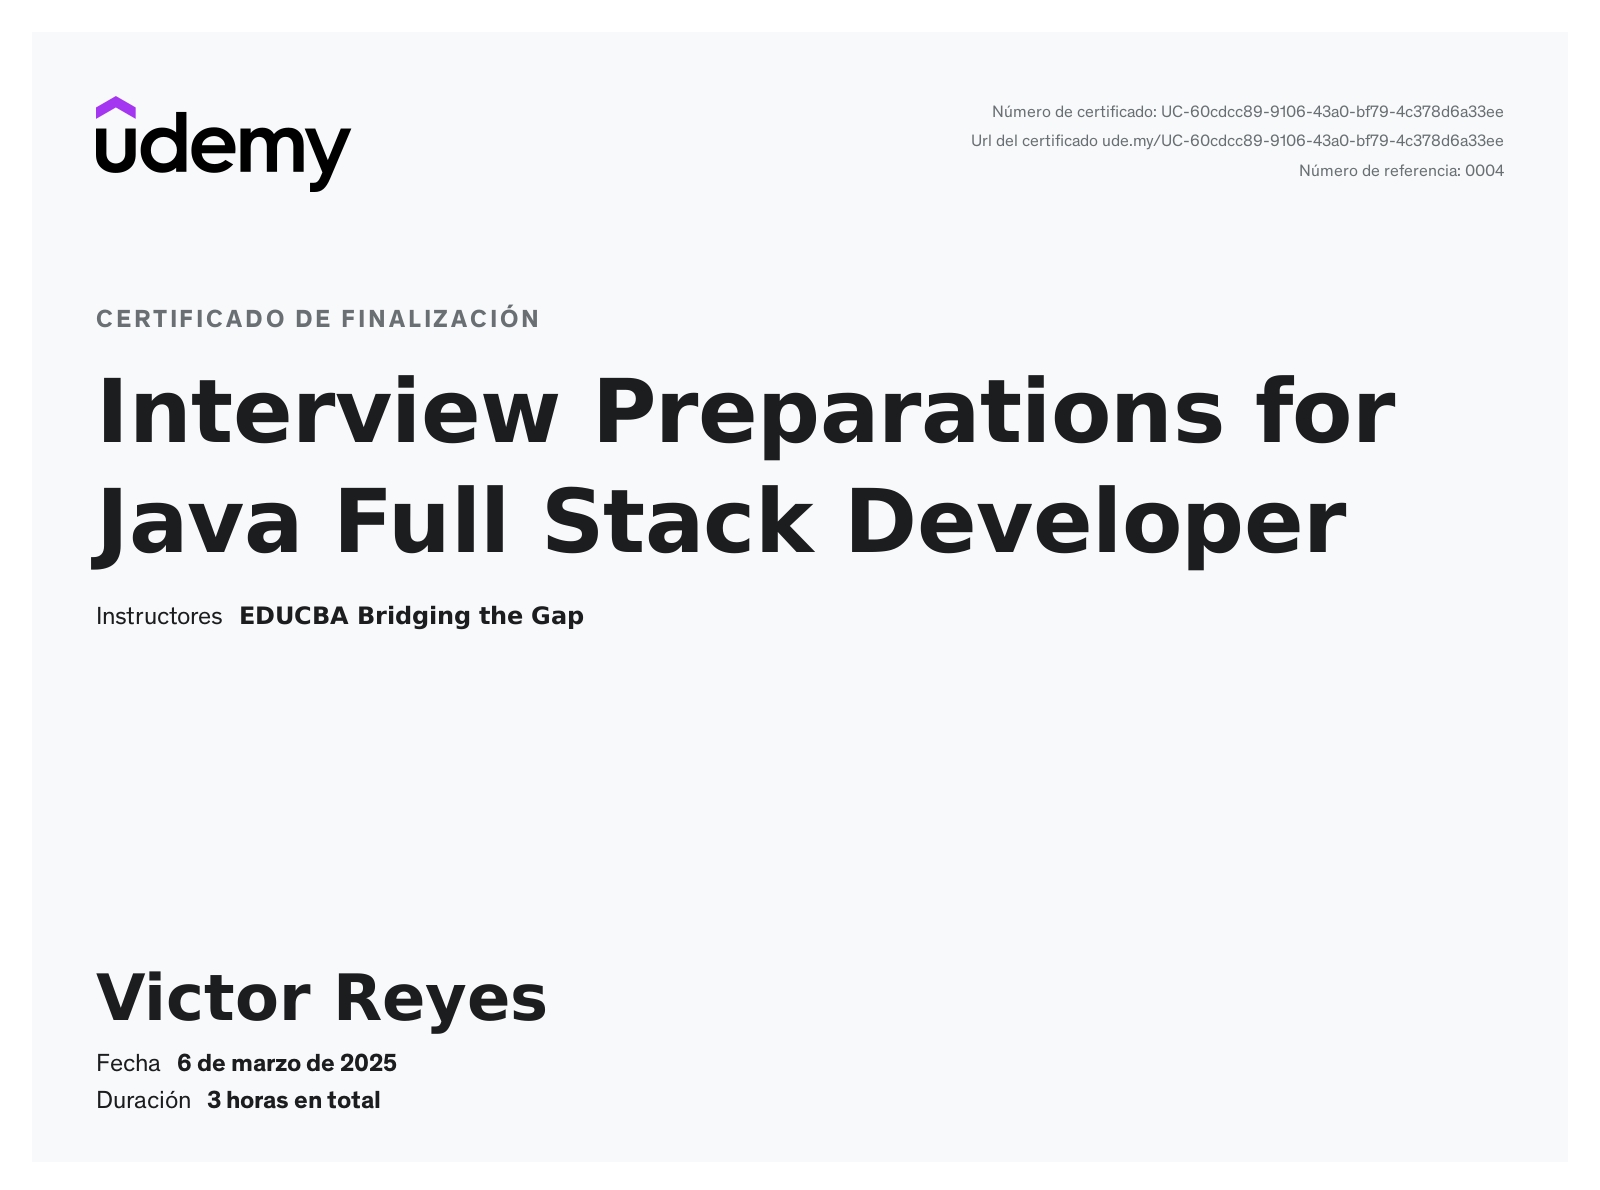 udemy
Número de certificado: UC-60cdcc89-9106-43a0-bf79-4c378d6a33ee
Url del certificado ude.my/UC-60cdcc89-9106-43a0-bf79-4c378d6a33ee
Número de referencia: 0004
CERTIFICADO DE FINALIZACIÓN
Interview Preparations for
Java Full Stack Developer
Instructores EDUCBA Bridging the Gap
Victor Reyes
Fecha 6 de marzo de 2025
Duración 3 horas en total